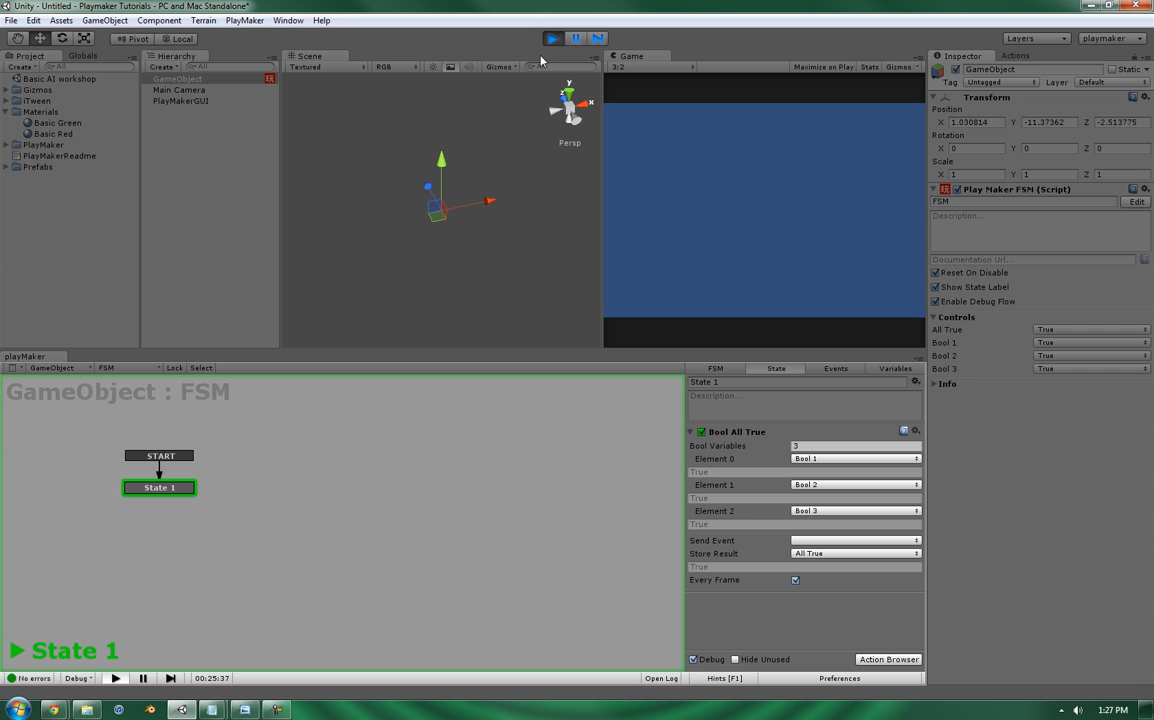 Unity - Untitled - Playmaker Tutorials - PC and Mac Standalone*
File Edit Assets GameObject Component Terrain PlayMaker Window Help
Pivot Local Layers playmaker
Project Globals
Create All
Basic AI workshop
Gizmos
iTween
Materials
Basic Green
Basic Red
PlayMaker
PlayMakerReadme
Prefabs
Hierarchy
Create All
GameObject 玩
Main Camera
PlayMakerGUI
Scene
Textured RGB Gizmos
y
z x
Persp
Game
3:2 Maximize on Play Stats Gizmos
Inspector Actions
GameObject Static
Tag Untagged Layer Default
Transform
Position
X 1.030814 Y -11.37362 Z -2.513775
Rotation
X 0 Y 0 Z 0
Scale
X 1 Y 1 Z 1
玩 Play Maker FSM (Script)
FSM Edit
Description...
Documentation Url...
Reset On Disable
Show State Label
Enable Debug Flow
Controls
All True True
Bool 1 True
Bool 2 True
Bool 3 True
Info
playMaker
GameObject FSM Lock Select
GameObject : FSM
START
State 1
State 1
FSM State Events Variables
State 1
Description...
Bool All True
Bool Variables 3
Element 0 Bool 1
True
Element 1 Bool 2
True
Element 2 Bool 3
True
Send Event
Store Result All True
True
Every Frame
Debug Hide Unused Action Browser
No errors Debug 00:25:37 Open Log Hints [F1] Preferences
1:27 PM